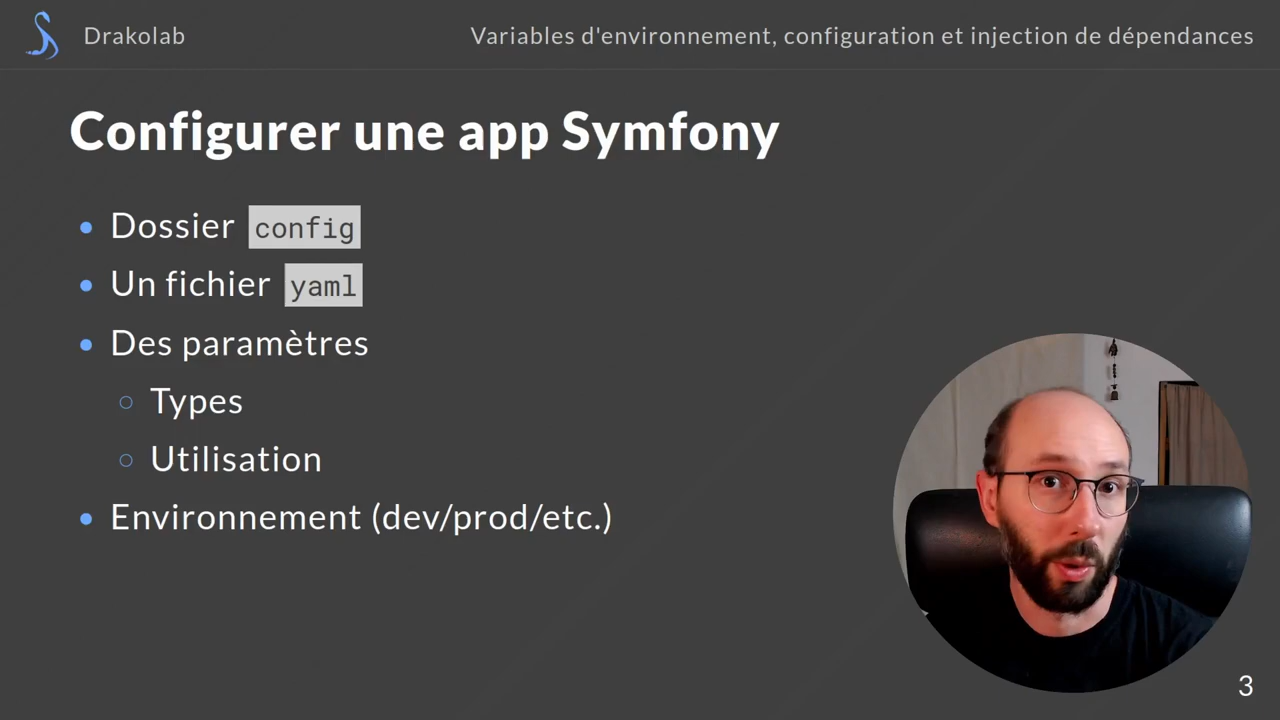 Drakolab
Variables d'environnement, configuration et injection de dépendances
Configurer une app Symfony
Dossier config
Un fichier yaml
Des paramètres
Types
Utilisation
Environnement (dev/prod/etc.)
3